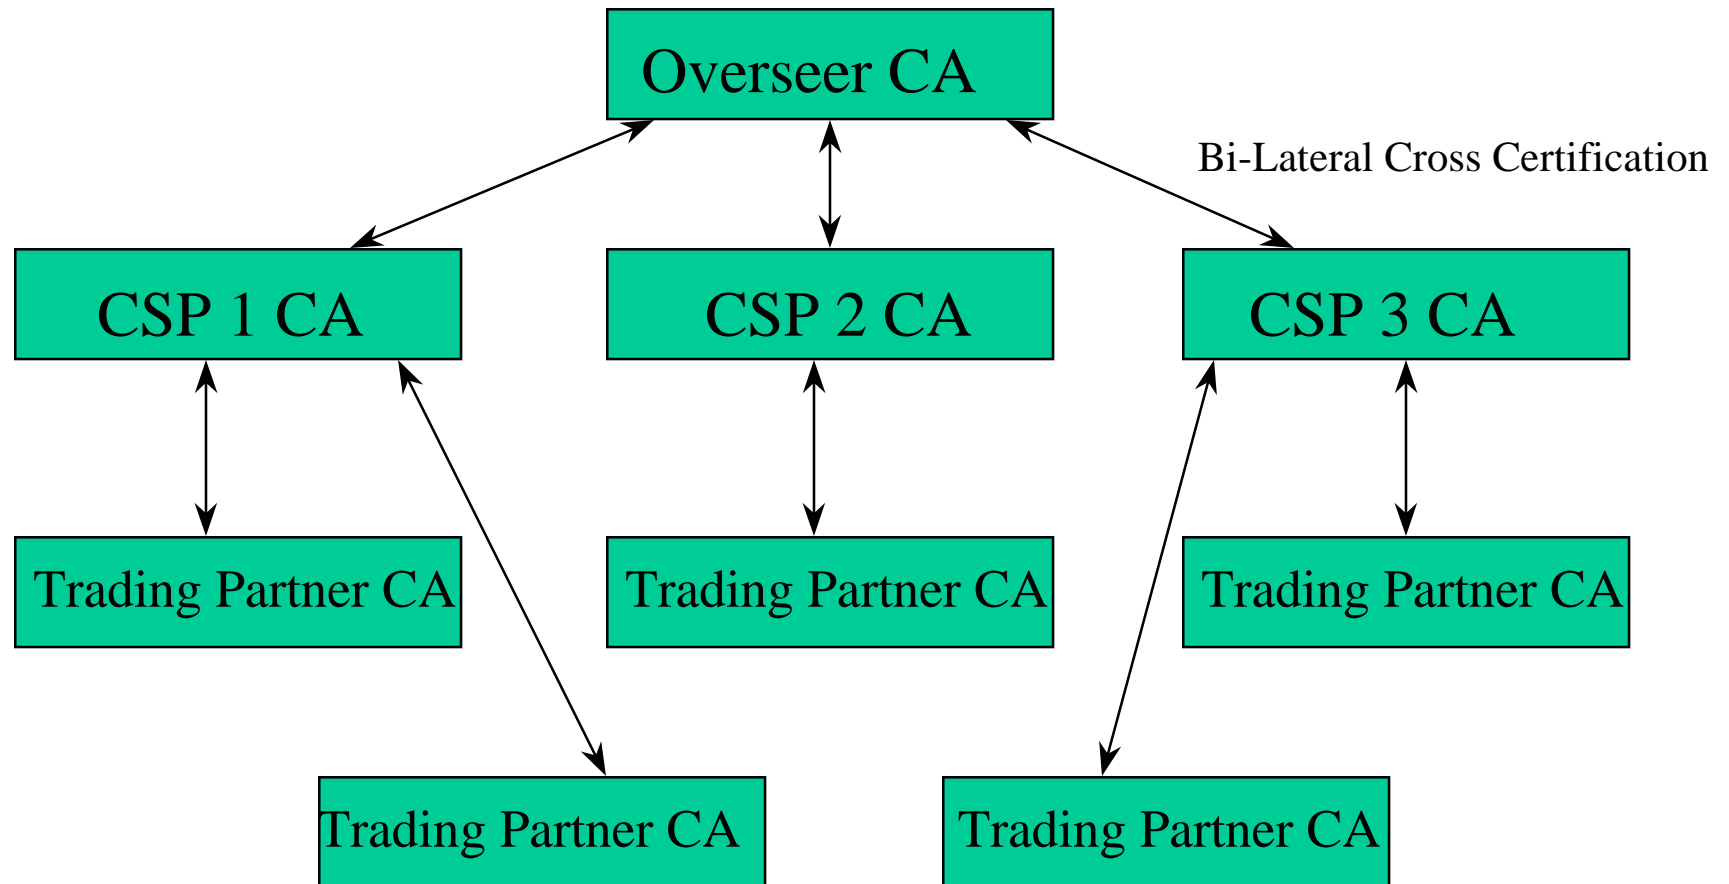 Overseer CA
Bi-Lateral Cross Certification
CSP 1 CA
CSP 2 CA
CSP 3 CA
Trading Partner CA
Trading Partner CA
Trading Partner CA
Trading Partner CA
Trading Partner CA